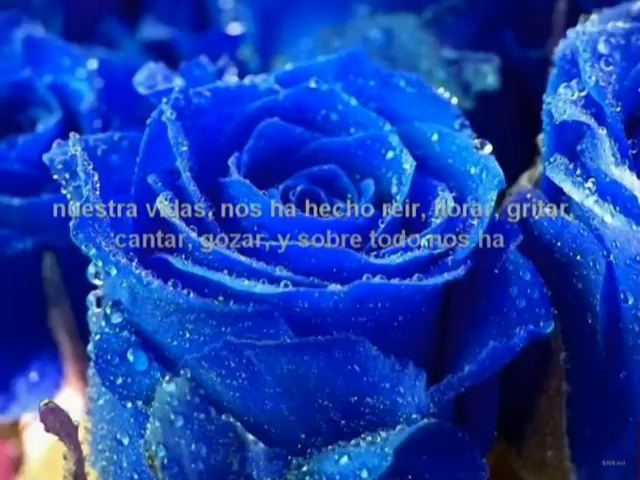 nuestra vidas, nos ha hecho reir, llorar, gritar,
cantar, gozar, y sobre todo nos ha